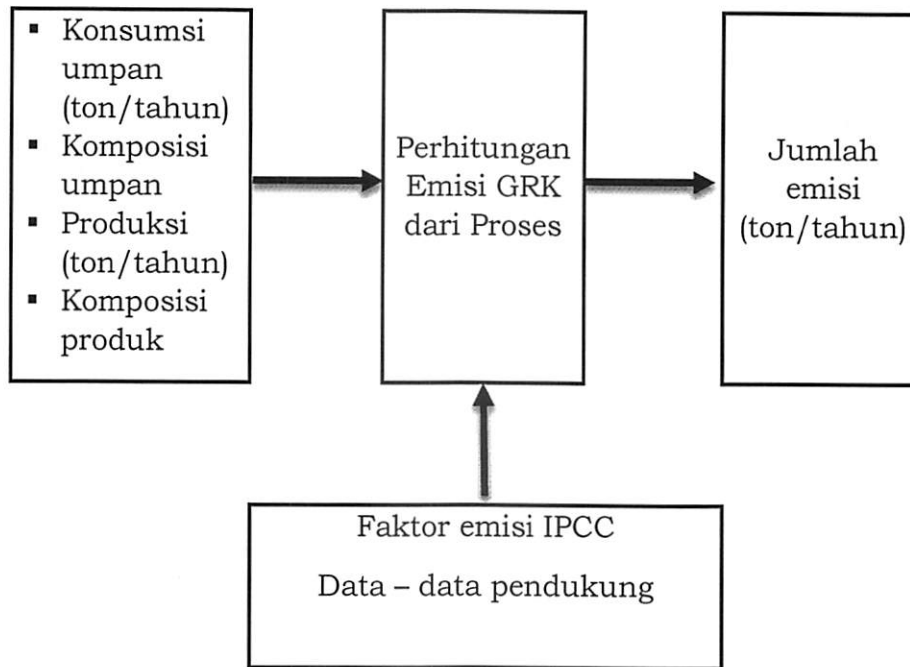 ▪ Konsumsi
umpan
(ton/tahun)
▪ Komposisi
umpan
▪ Produksi
(ton/tahun)
▪ Komposisi
produk
Perhitungan
Emisi GRK
dari Proses
Jumlah
emisi
(ton/tahun)
Faktor emisi IPCC
Data – data pendukung